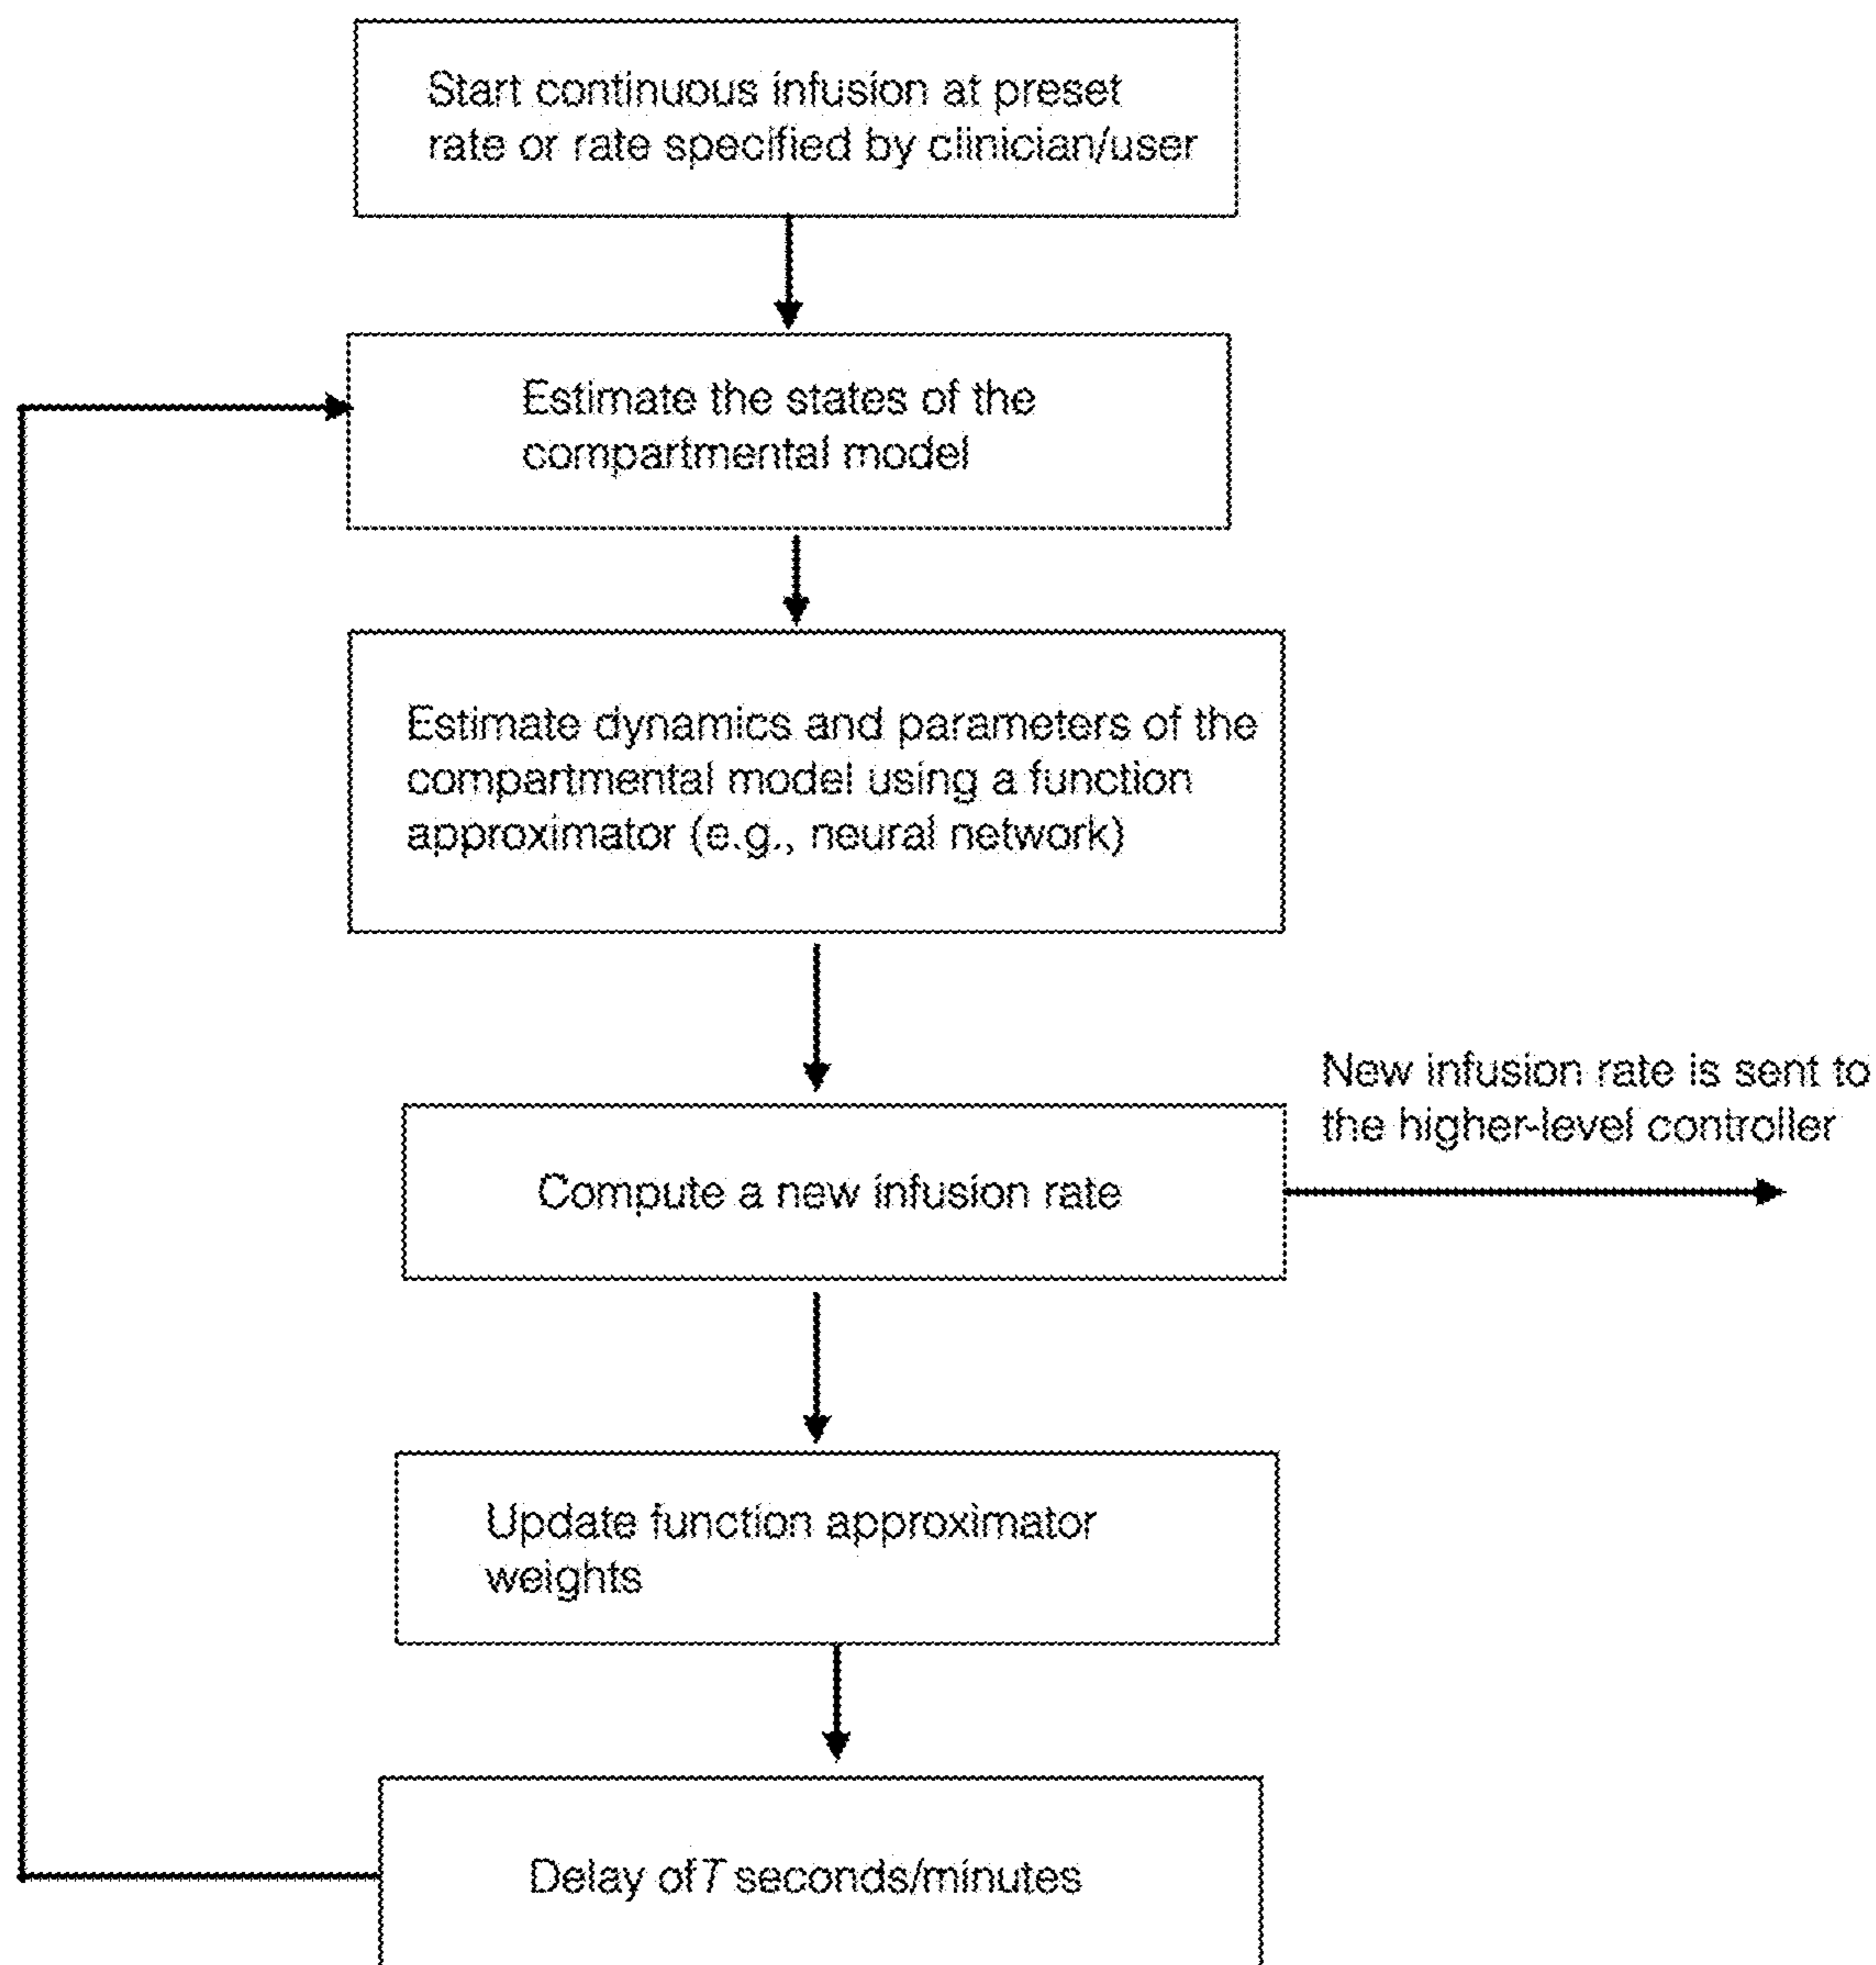 Start continuous infusion at preset
rate or rate specified by clinician/user
Estimate the states of the
compartmental model
Estimate dynamics and parameters of the
compartmental model using a function
approximator (e.g., neural network)
New infusion rate is sent to
the higher-level controller
Compute a new infusion rate
Update function approximator
weights
Delay of T seconds/minutes